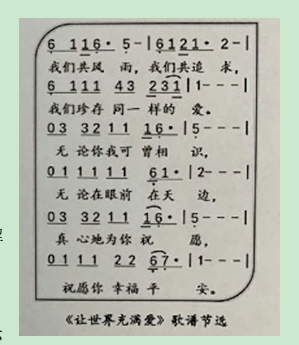 6 116· 5-|6121· 2-|
我们共风 雨，我们共追 求，
6 111 43 231|1---|
我们珍存同一样的 爱。
03 3211 16·|5---|
无论你我可曾相 识，
011111 61·|2---|
无论在眼前 在天 边，
03 3211 16·|5---|
真心地为你祝 愿，
0111 22 67·|1---|
祝愿你幸福平 安。
《让世界充满爱》歌谱节选